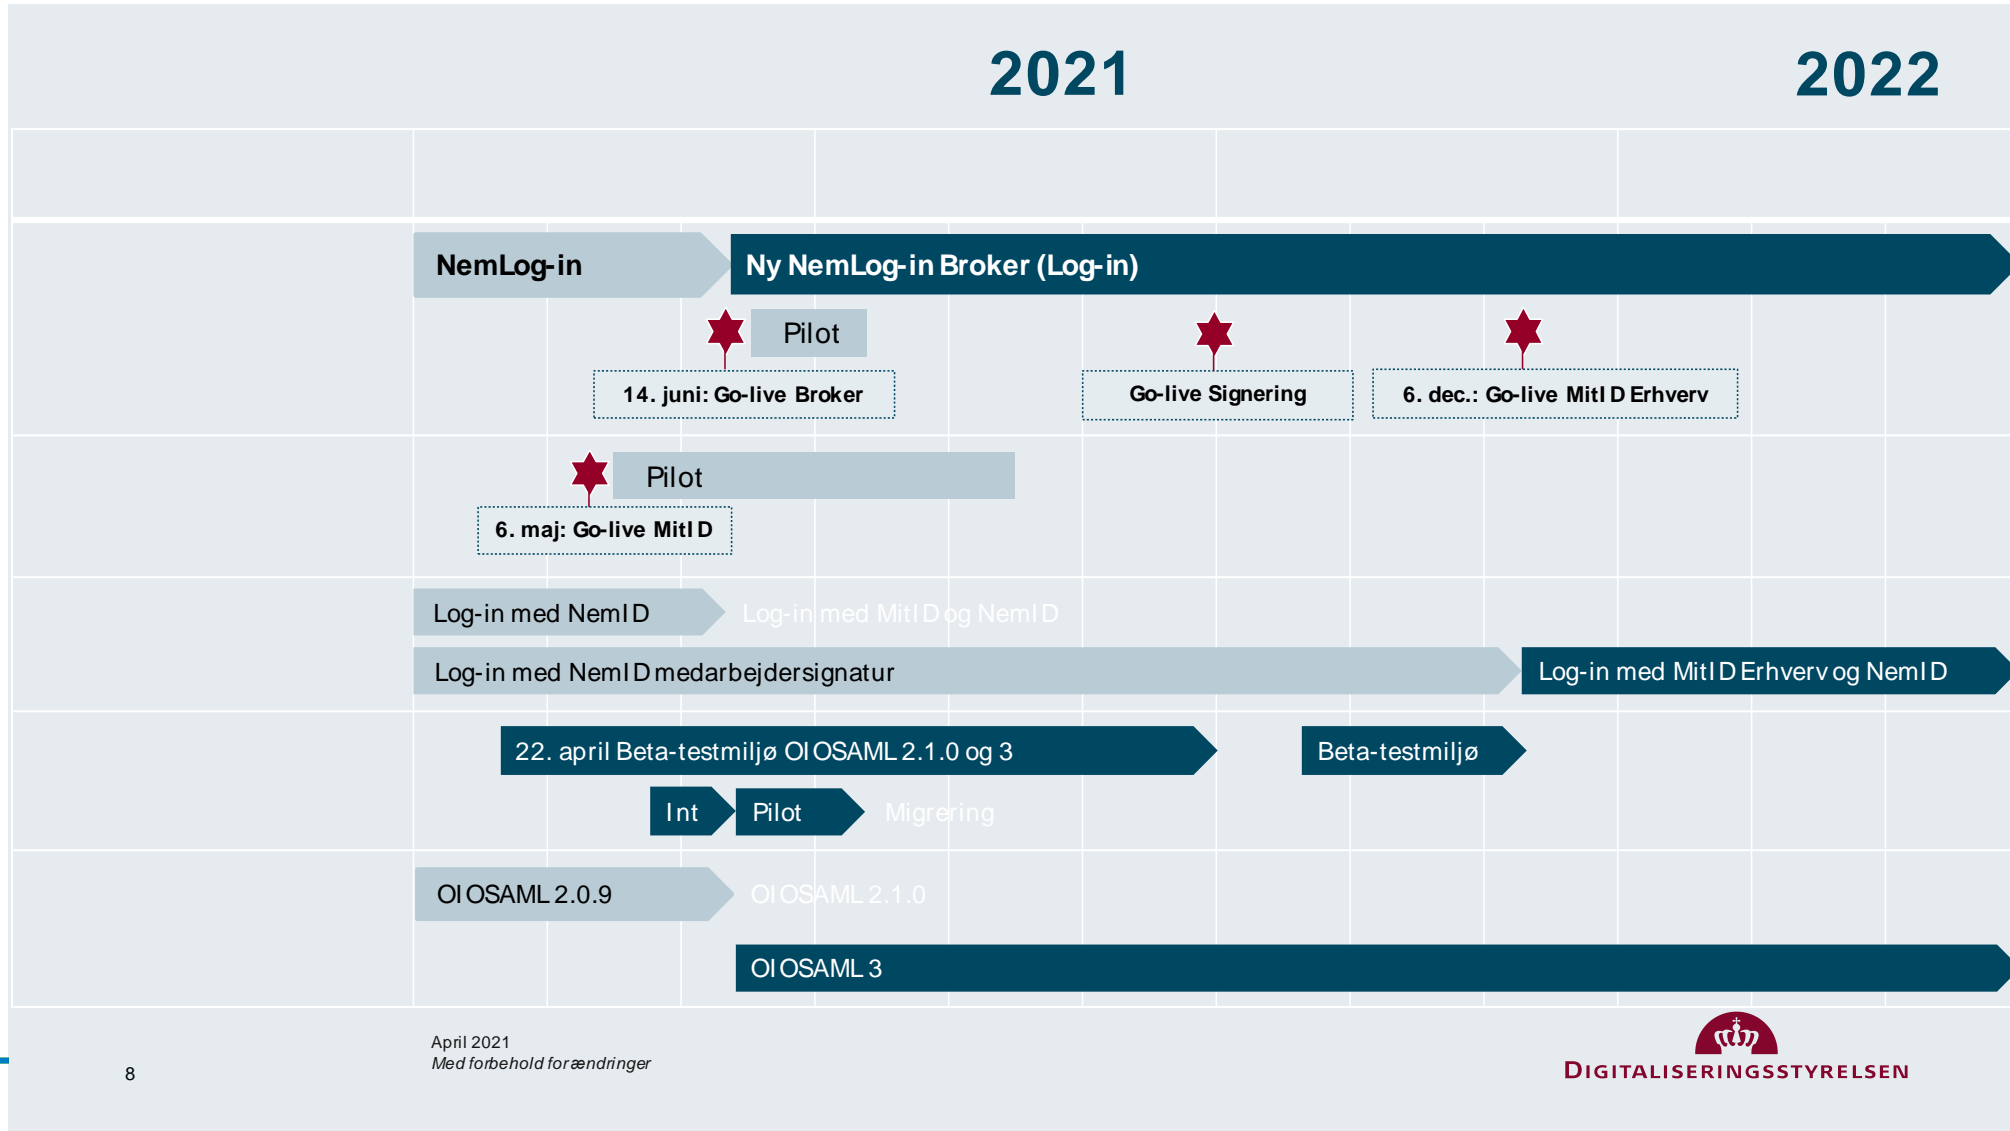 2021
2022
NemLog-in
Ny NemLog-in Broker (Log-in)
Pilot
14. juni: Go-live Broker
Go-live Signering
6. dec.: Go-live MitID Erhverv
Pilot
6. maj: Go-live MitID
Log-in med NemID
Log-in med MitID og NemID
Log-in med NemID medarbejdersignatur
Log-in med MitID Erhverv og NemID
22. april Beta-testmiljø OIOSAML 2.1.0 og 3
Beta-testmiljø
Int
Pilot
Migrering
OIOSAML 2.0.9
OIOSAML 2.1.0
OIOSAML 3
April 2021
Med forbehold for ændringer
8
DIGITALISERINGSSTYRELSEN